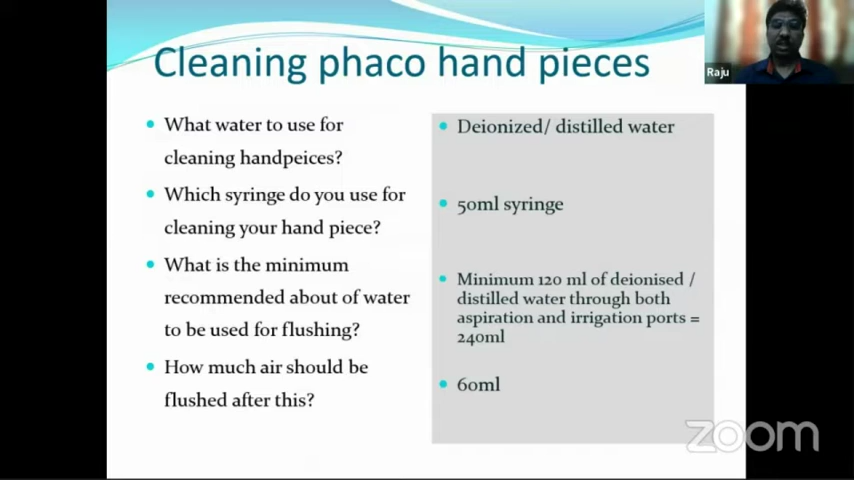 Cleaning phaco hand pieces
Raju
What water to use for
cleaning handpeices?
Which syringe do you use for
cleaning your hand piece?
What is the minimum
recommended about of water
to be used for flushing?
How much air should be
flushed after this?
Deionized/ distilled water
50ml syringe
Minimum 120 ml of deionised /
distilled water through both
aspiration and irrigation ports =
240ml
60ml
zoom